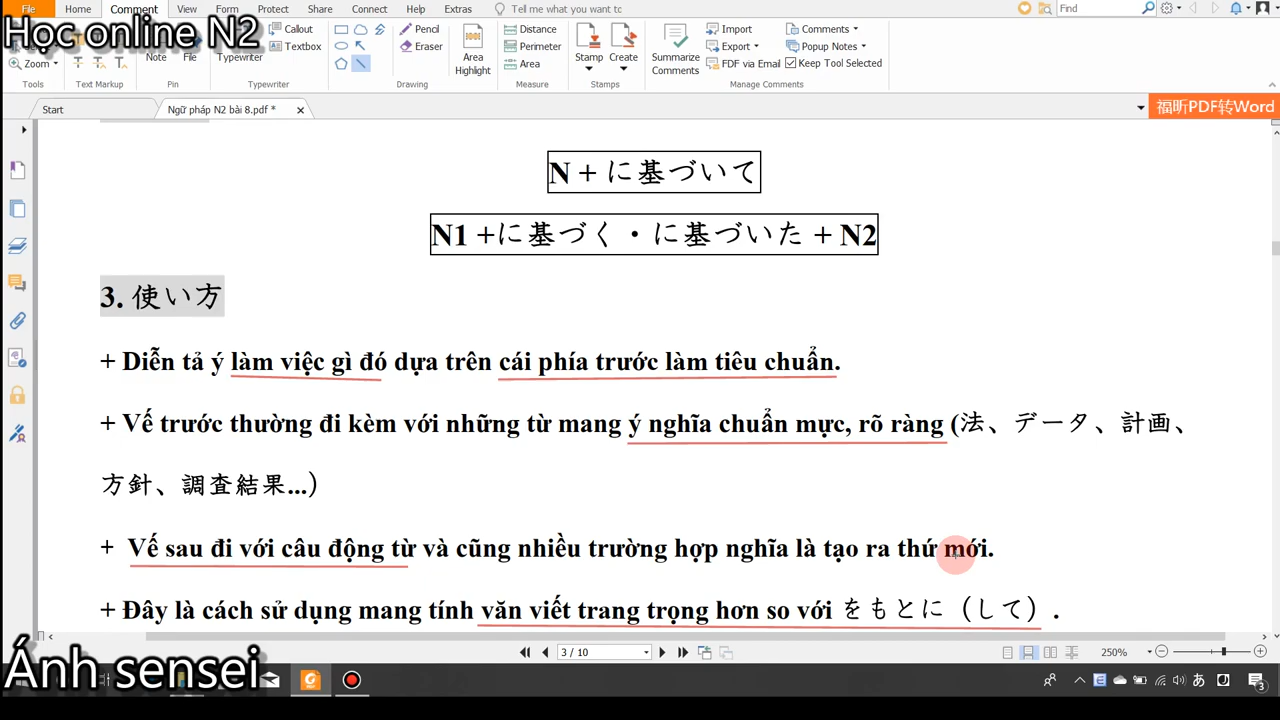 File Home Comment View Form Protect Share Connect Help Extras Tell me what you want tc Find
Học online N2
Callout Pencil Distance Import Comments
Textbox Eraser Perimeter Export Popup Notes
Zoom Typewriter Note File Area Highlight Area Stamp Create Summarize Comments FDF via Email Keep Tool Selected
Tools Text Markup Pin Typewriter Drawing Measure Stamps Manage Comments
Start Ngữ pháp N2 bài 8.pdf * 福昕PDF转Word
N + に基づいて
N1 +に基づく・に基づいた + N2
3. 使い方
+ Diễn tả ý làm việc gì đó dựa trên cái phía trước làm tiêu chuẩn.
+ Vế trước thường đi kèm với những từ mang ý nghĩa chuẩn mực, rõ ràng (法、データ、計画、
方針、調査結果...)
+ Vế sau đi với câu động từ và cũng nhiều trường hợp nghĩa là tạo ra thứ mới.
+ Đây là cách sử dụng mang tính văn viết trang trọng hơn so với をもとに（して）.
3 / 10 250%
Ánh sensei
あ 3